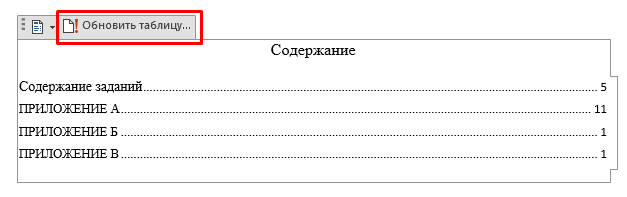 Обновить таблицу...
Содержание
Содержание заданий 5
ПРИЛОЖЕНИЕ А 11
ПРИЛОЖЕНИЕ Б 1
ПРИЛОЖЕНИЕ В 1